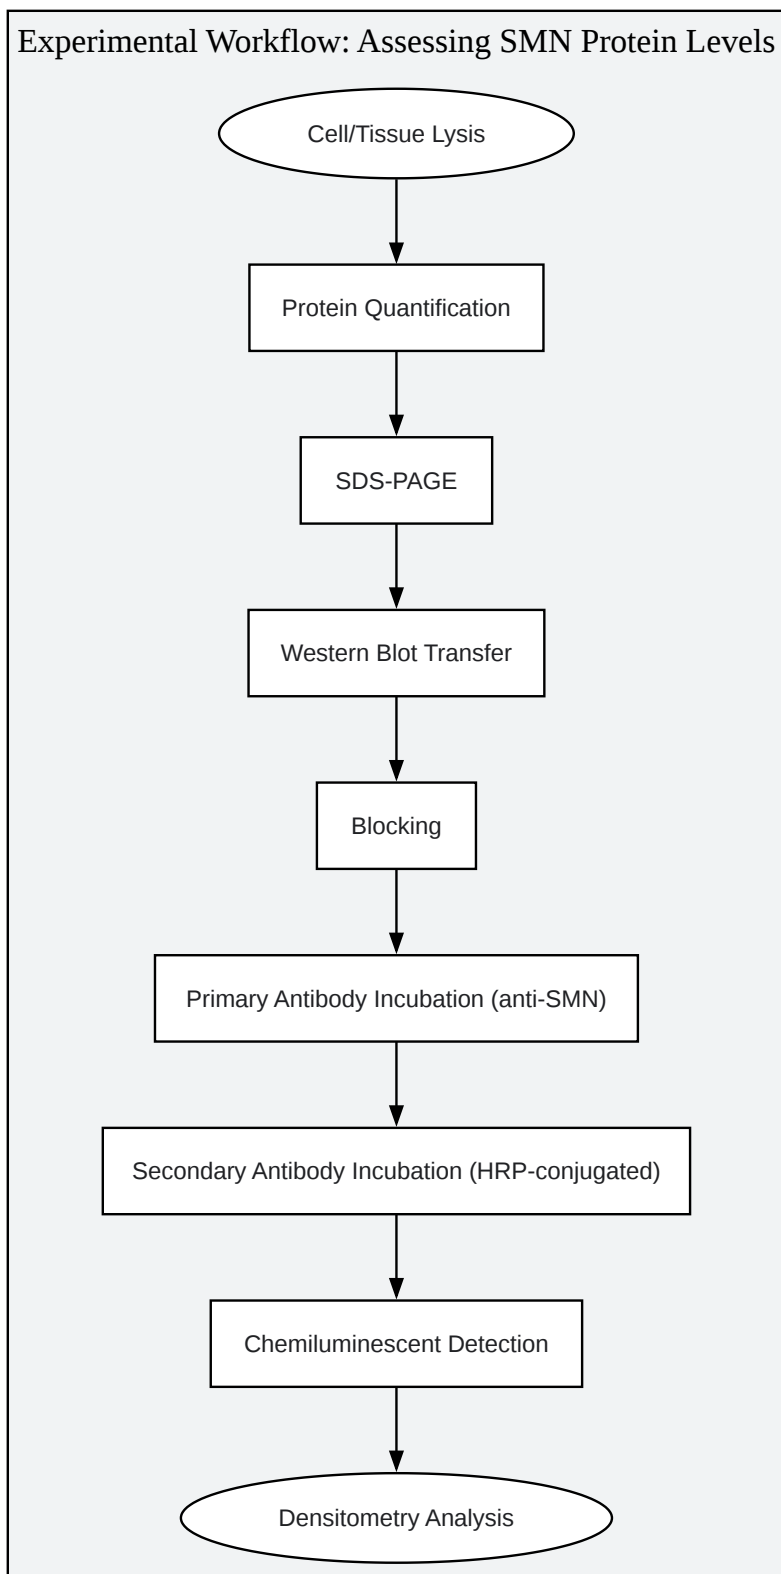 Experimental Workflow: Assessing SMN Protein Levels
Cell/Tissue Lysis
Protein Quantification
SDS-PAGE
Western Blot Transfer
Blocking
Primary Antibody Incubation (anti-SMN)
Secondary Antibody Incubation (HRP-conjugated)
Chemiluminescent Detection
Densitometry Analysis